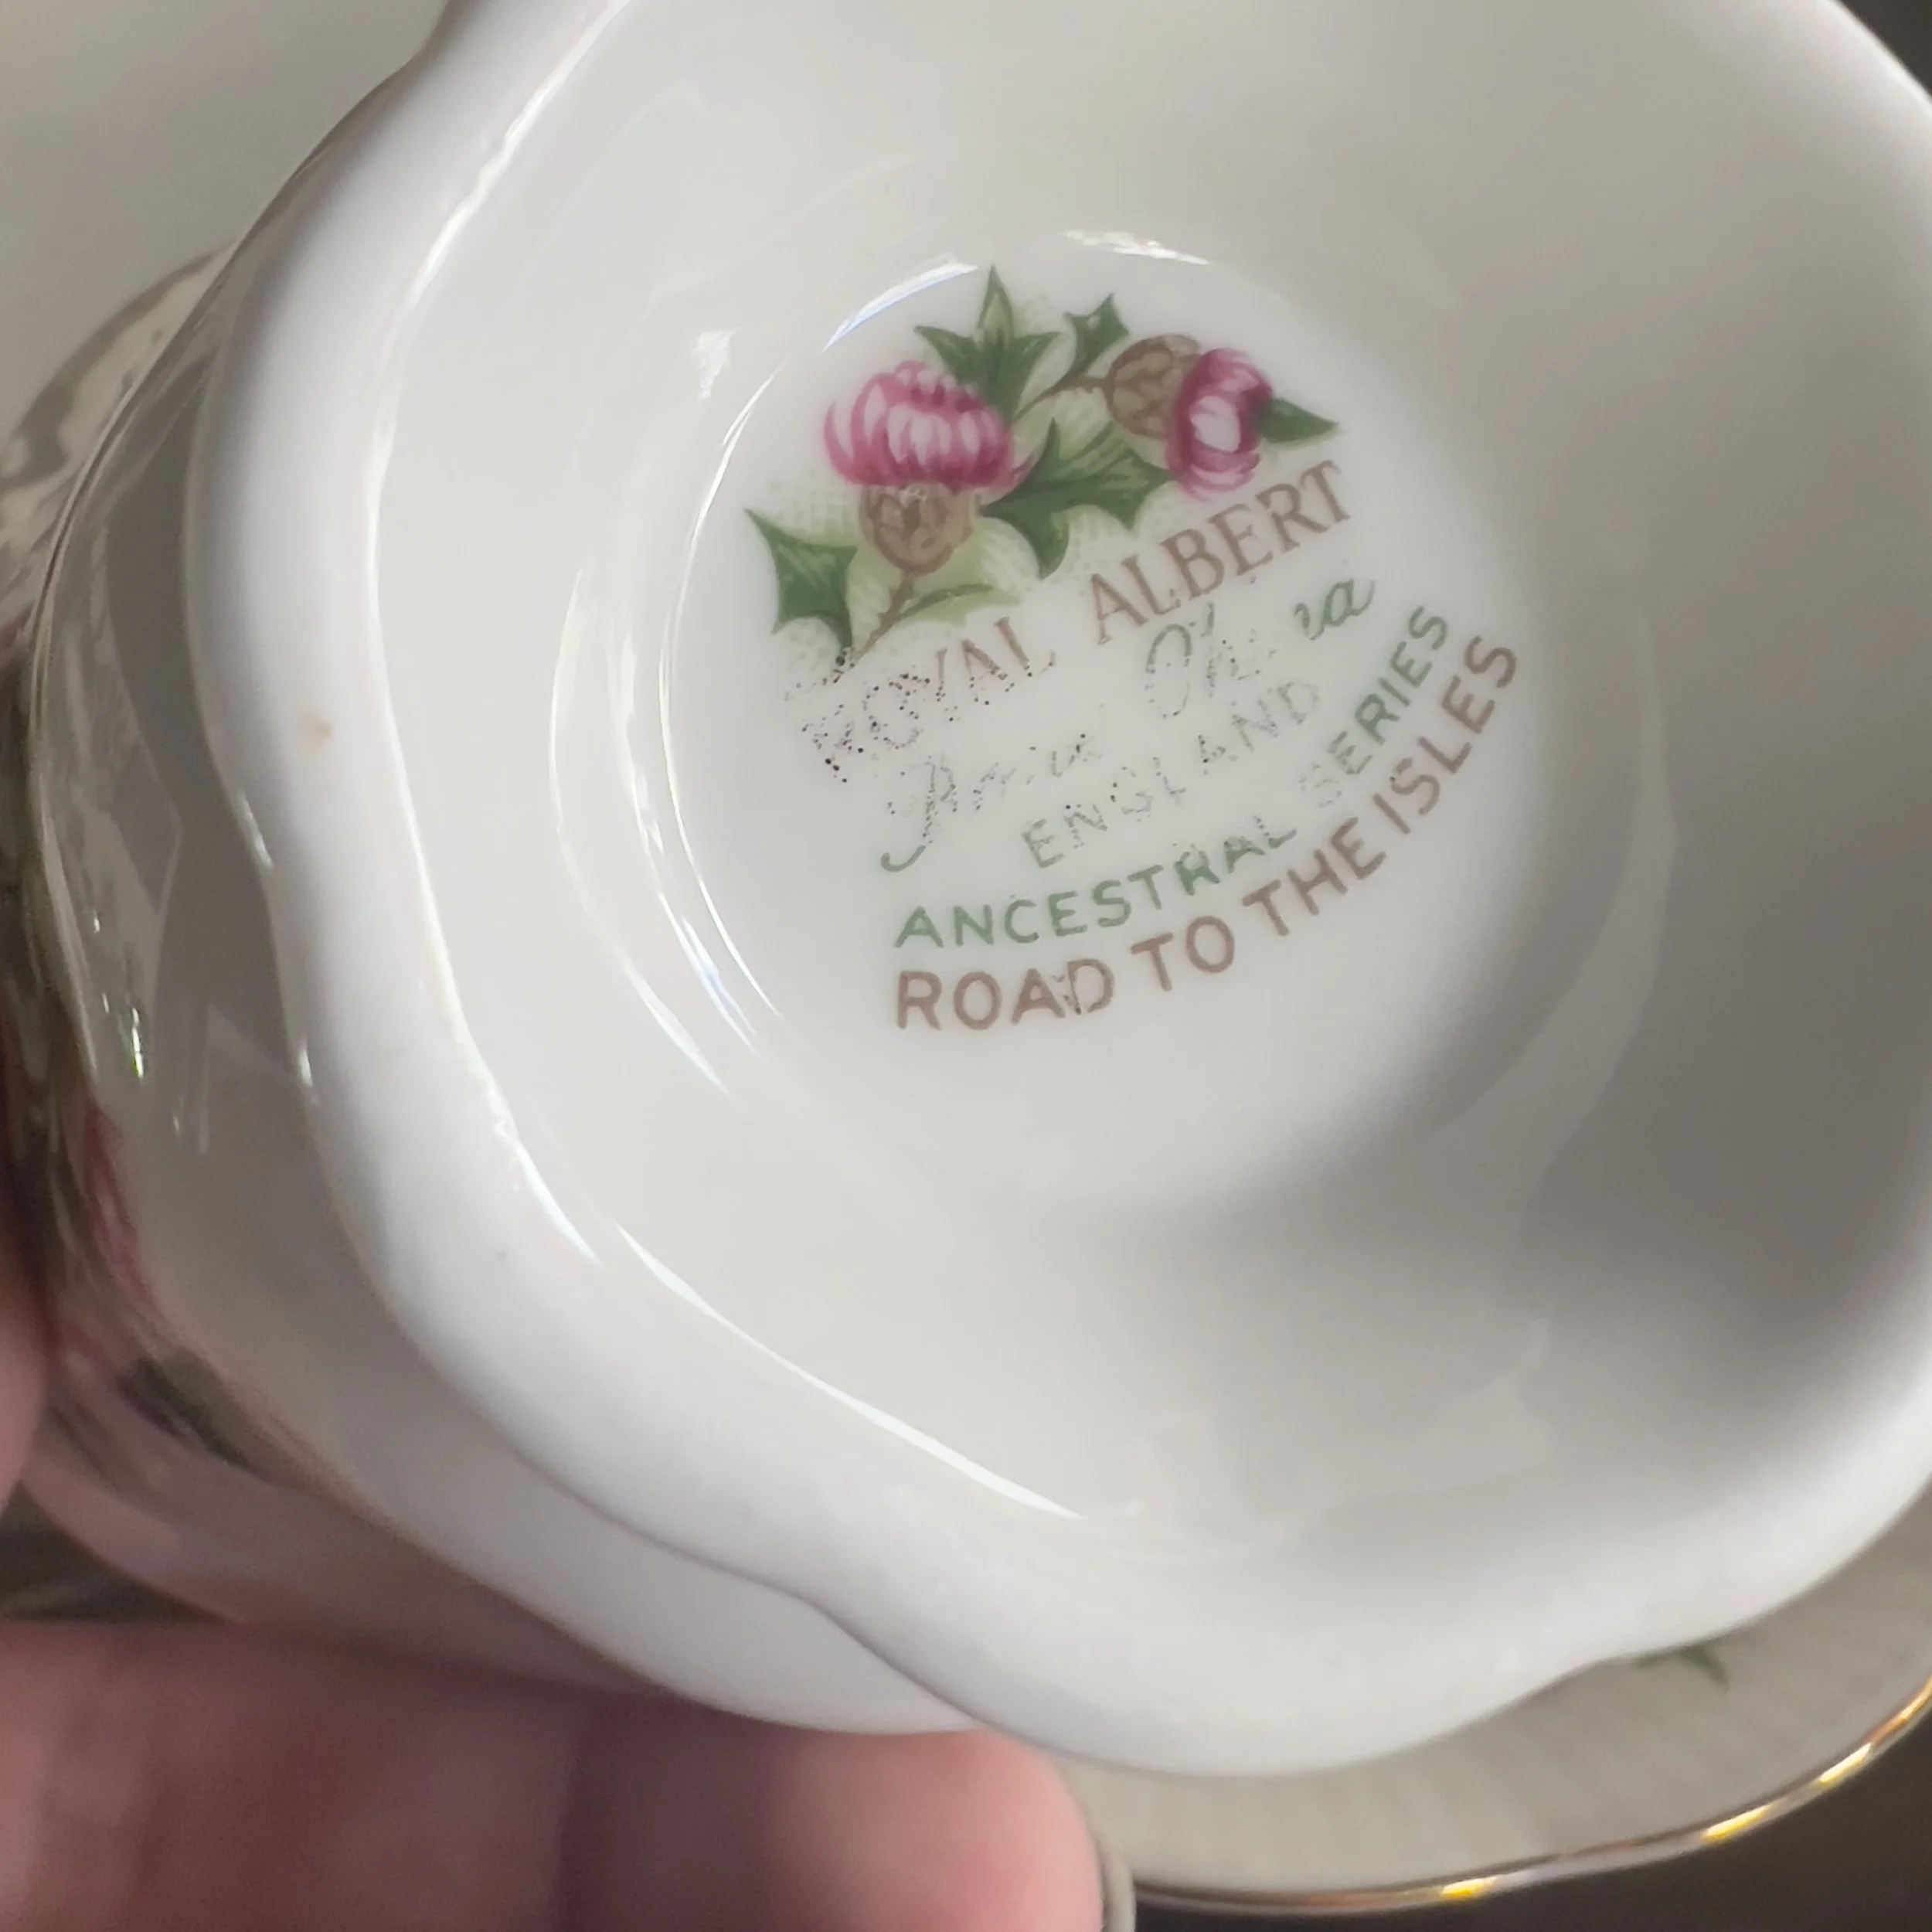 ROYAL ALBERT
Bone China
ENGLAND
ANCESTRAL SERIES
ROAD TO THE ISLES